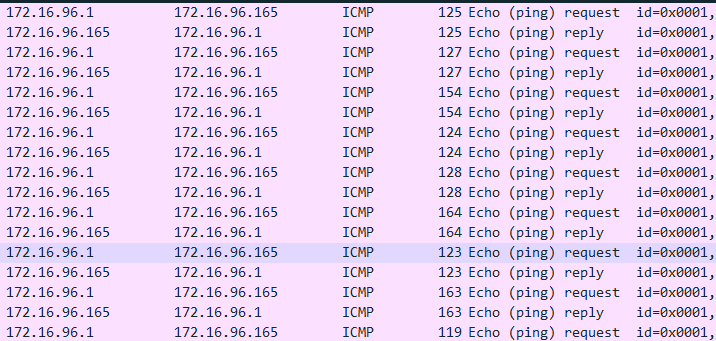 172.16.96.1 172.16.96.165 ICMP 125 Echo (ping) request id=0x0001,
172.16.96.165 172.16.96.1 ICMP 125 Echo (ping) reply id=0x0001,
172.16.96.1 172.16.96.165 ICMP 127 Echo (ping) request id=0x0001,
172.16.96.165 172.16.96.1 ICMP 127 Echo (ping) reply id=0x0001,
172.16.96.1 172.16.96.165 ICMP 154 Echo (ping) request id=0x0001,
172.16.96.165 172.16.96.1 ICMP 154 Echo (ping) reply id=0x0001,
172.16.96.1 172.16.96.165 ICMP 124 Echo (ping) request id=0x0001,
172.16.96.165 172.16.96.1 ICMP 124 Echo (ping) reply id=0x0001,
172.16.96.1 172.16.96.165 ICMP 128 Echo (ping) request id=0x0001,
172.16.96.165 172.16.96.1 ICMP 128 Echo (ping) reply id=0x0001,
172.16.96.1 172.16.96.165 ICMP 164 Echo (ping) request id=0x0001,
172.16.96.165 172.16.96.1 ICMP 164 Echo (ping) reply id=0x0001,
172.16.96.1 172.16.96.165 ICMP 123 Echo (ping) request id=0x0001,
172.16.96.165 172.16.96.1 ICMP 123 Echo (ping) reply id=0x0001,
172.16.96.1 172.16.96.165 ICMP 163 Echo (ping) request id=0x0001,
172.16.96.165 172.16.96.1 ICMP 163 Echo (ping) reply id=0x0001,
172.16.96.1 172.16.96.165 ICMP 119 Echo (ping) request id=0x0001,